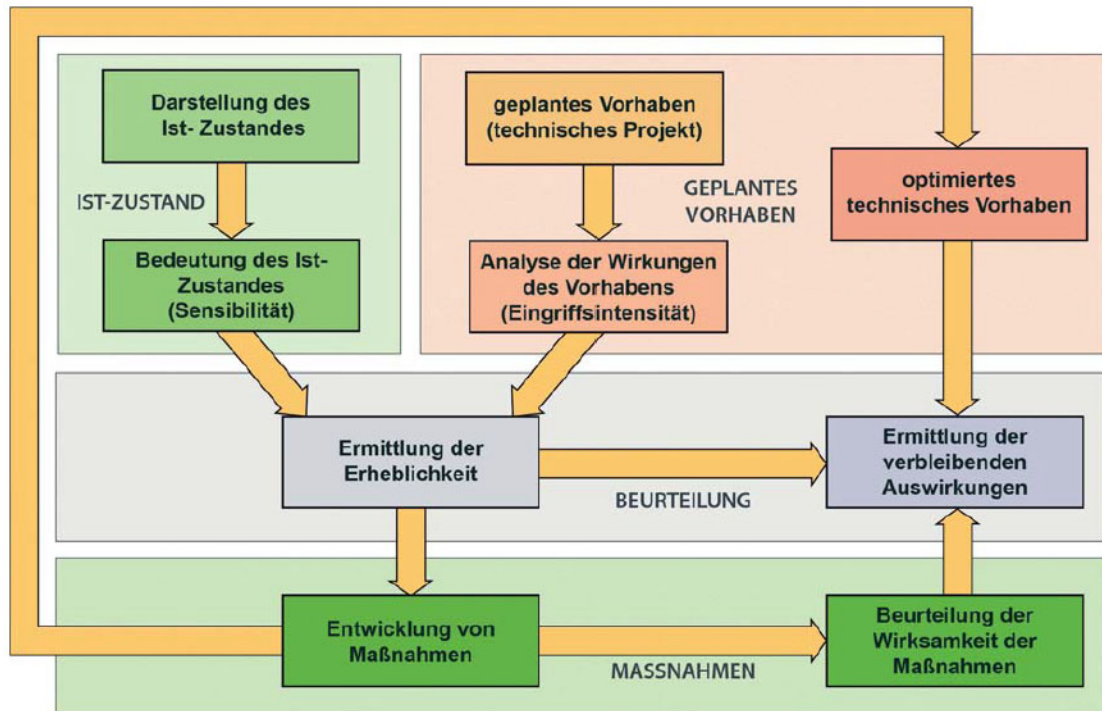 Darstellung des
Ist- Zustandes
geplantes Vorhaben
(technisches Projekt)
IST-ZUSTAND
GEPLANTES
VORHABEN
optimiertes
technisches Vorhaben
Bedeutung des Ist-
Zustandes
(Sensibilität)
Analyse der Wirkungen
des Vorhabens
(Eingriffsintensität)
Ermittlung der
Erheblichkeit
BEURTEILUNG
Ermittlung der
verbleibenden
Auswirkungen
Entwicklung von
Maßnahmen
MASSNAHMEN
Beurteilung der
Wirksamkeit der
Maßnahmen